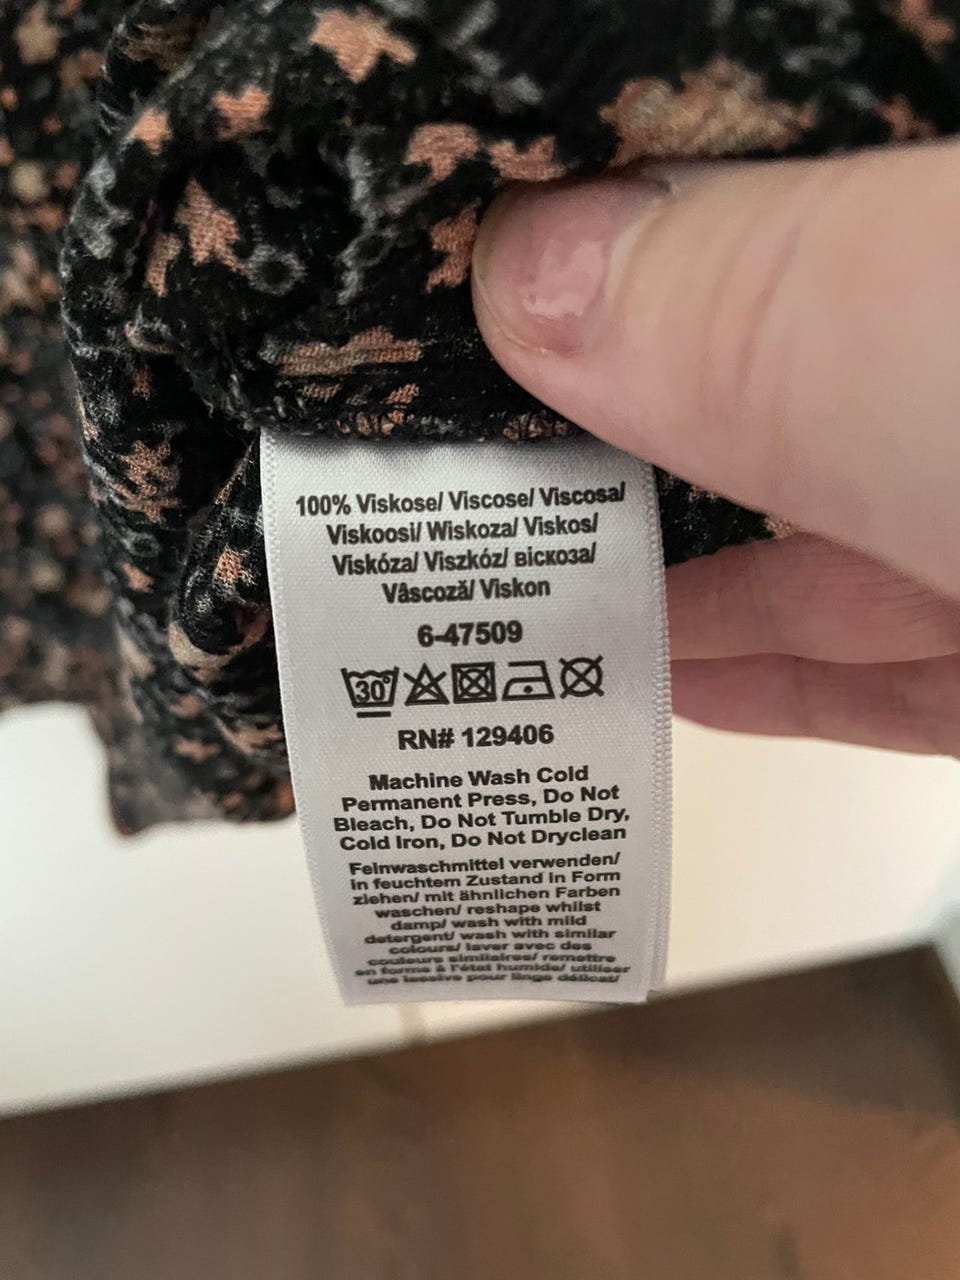 100% Viskose/ Viscose/ Viscosa/
Viskoosi/ Wiskoza/ Viskos/
Viskóza/ Viszkóz/ віскоза/
Vâscoză/ Viskon
6-47509
30°
RN# 129406
Machine Wash Cold
Permanent Press, Do Not
Bleach, Do Not Tumble Dry,
Cold Iron, Do Not Dryclean
Feinwaschmittel verwenden/
in feuchtem Zustand in Form
ziehen/ mit ähnlichen Farben
waschen/ reshape whilst
damp/ wash with mild
detergent/ wash with similar
colours/ laver avec des
couleurs similaires/ remettre
en forme à l'état humide/ utiliser
une lessive pour linge délicat/